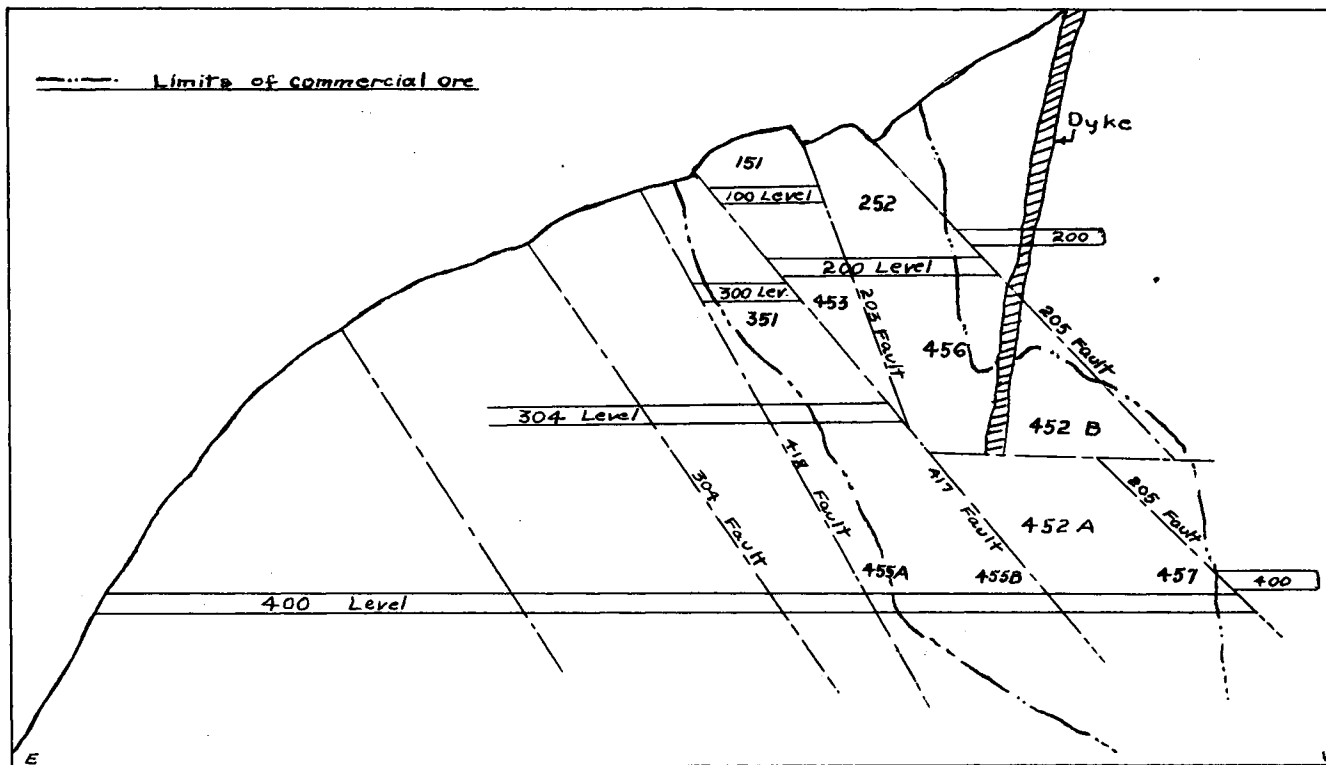 Limits of commercial ore
Dyke
151
100 Level
252
200
200 Level
300 Lev.
453
351
203 Fault
205 Fault
456
304 Level
452 B
418 Fault
304 Fault
417 Fault
205 Fault
452 A
455A
455B
457
400
400 Level
E